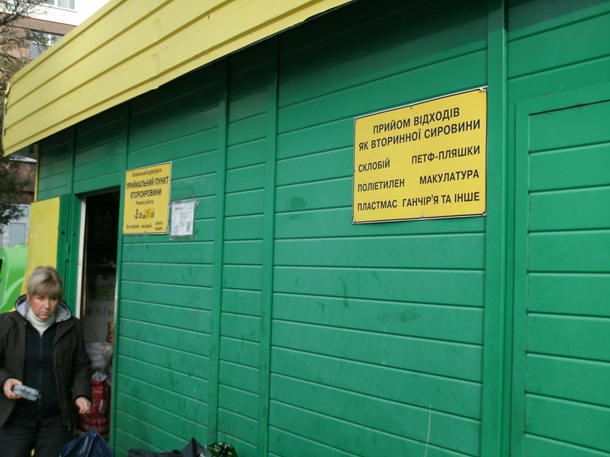 ПРИЙМАЛЬНИЙ ПУНКТ
ВТОРСИРОВИНИ
ПРИЙОМ ВІДХОДІВ
ЯК ВТОРИННОЇ СИРОВИНИ
СКЛОБІЙ ПЕТФ-ПЛЯШКИ
ПОЛІЕТИЛЕН МАКУЛАТУРА
ПЛАСТМАС ГАНЧІР'Я ТА ІНШЕ